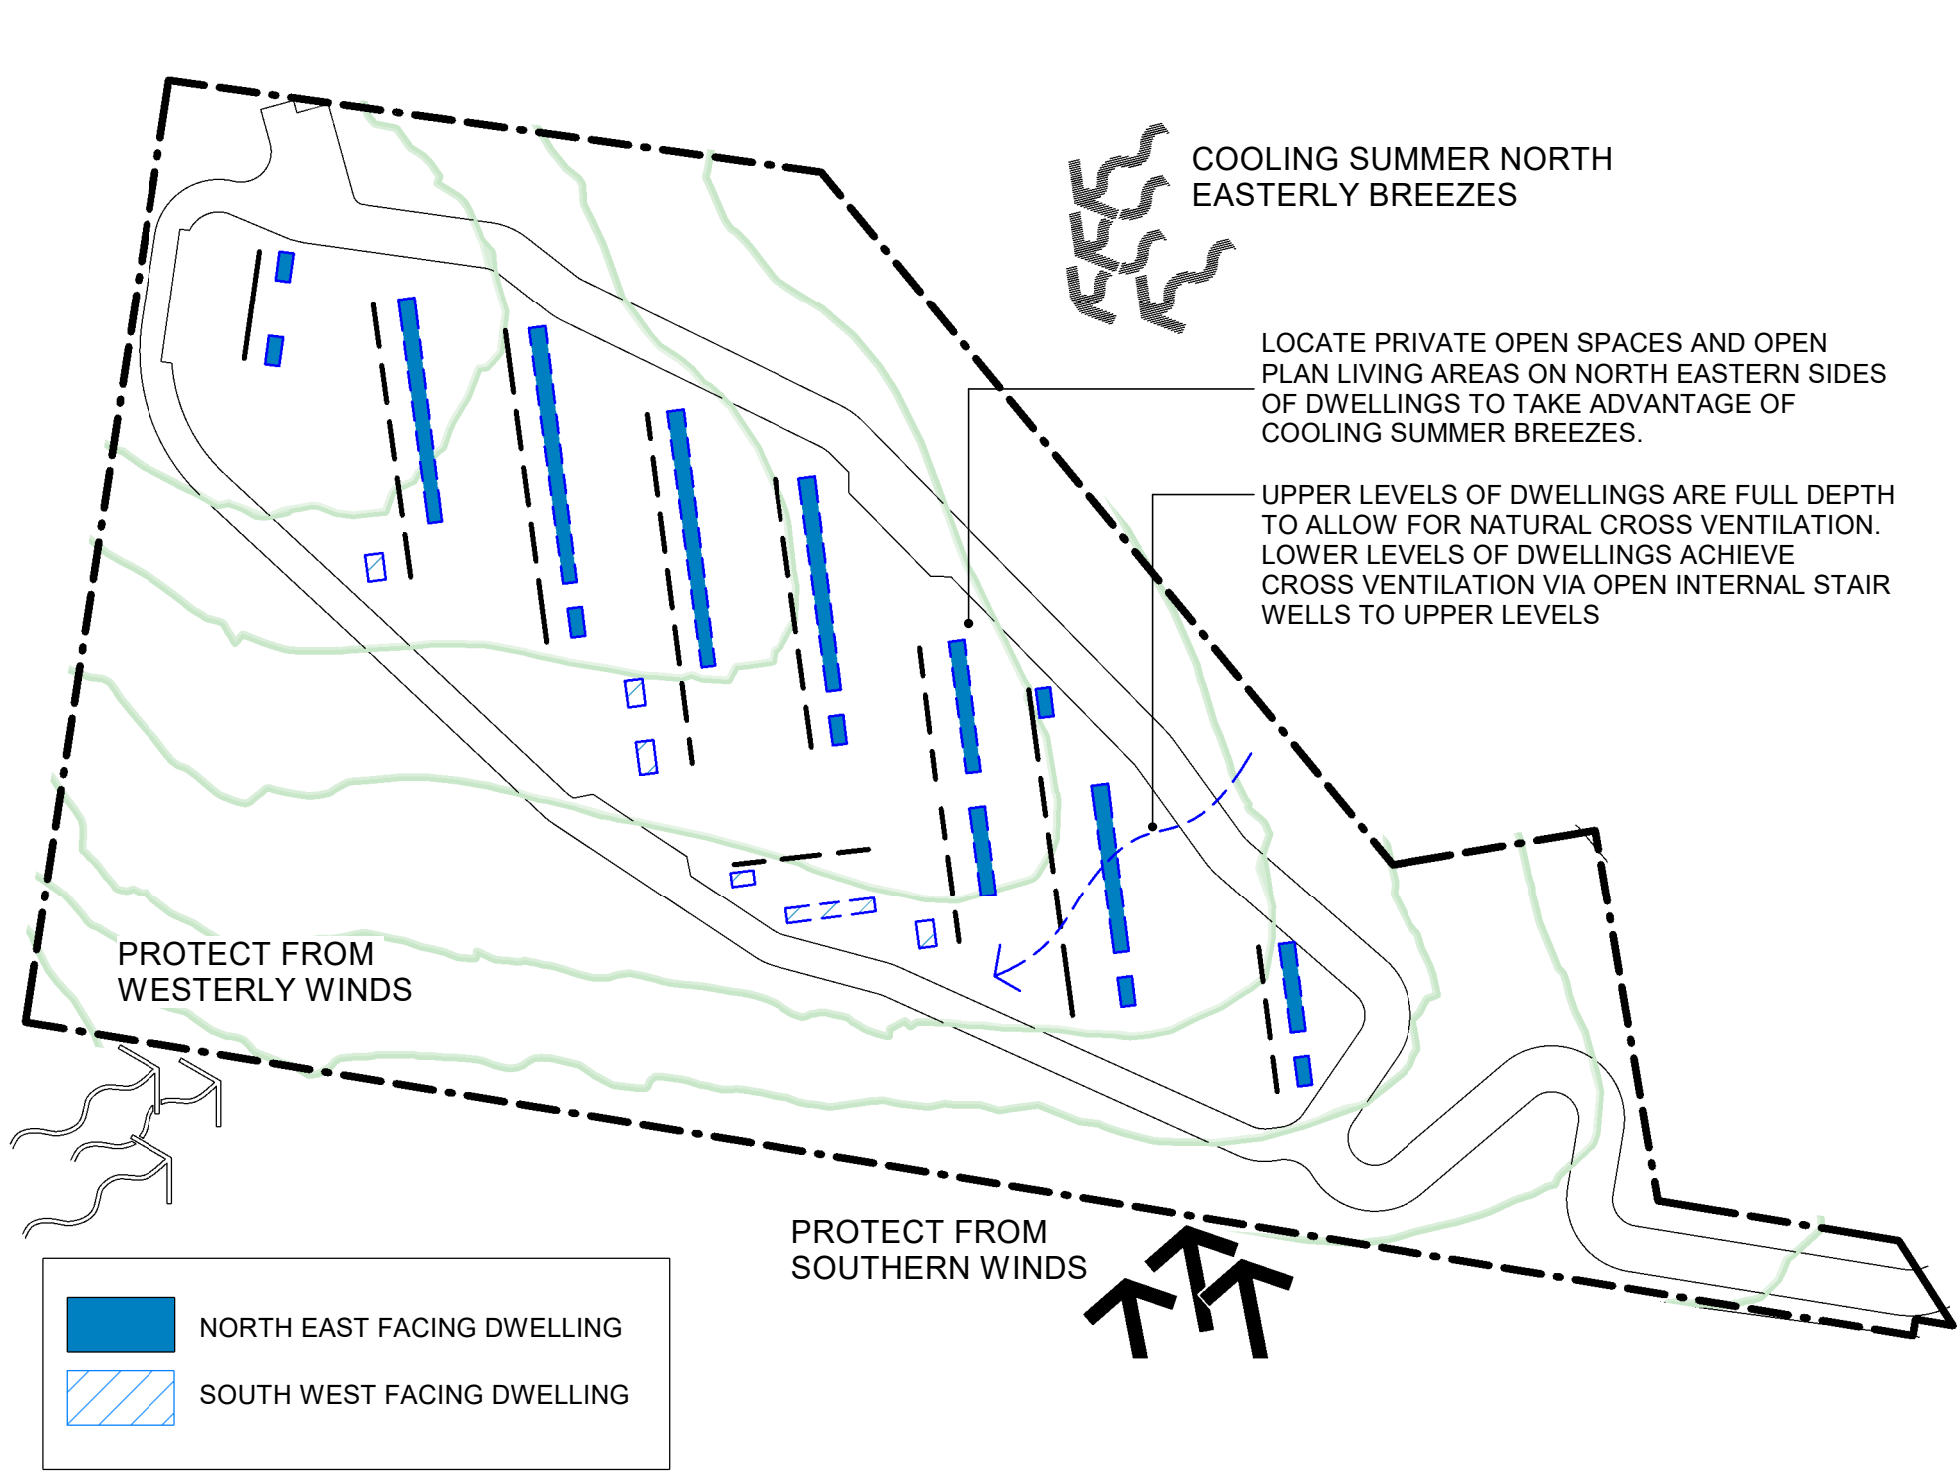 COOLING SUMMER NORTH
EASTERLY BREEZES
LOCATE PRIVATE OPEN SPACES AND OPEN
PLAN LIVING AREAS ON NORTH EASTERN SIDES
OF DWELLINGS TO TAKE ADVANTAGE OF
COOLING SUMMER BREEZES.
UPPER LEVELS OF DWELLINGS ARE FULL DEPTH
TO ALLOW FOR NATURAL CROSS VENTILATION.
LOWER LEVELS OF DWELLINGS ACHIEVE
CROSS VENTILATION VIA OPEN INTERNAL STAIR
WELLS TO UPPER LEVELS
PROTECT FROM
WESTERLY WINDS
PROTECT FROM
SOUTHERN WINDS
NORTH EAST FACING DWELLING
SOUTH WEST FACING DWELLING